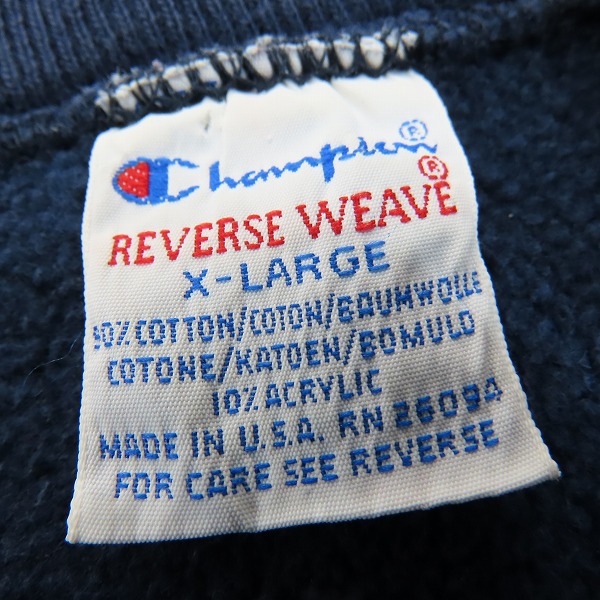 Champion®
REVERSE WEAVE®
X-LARGE
90% COTTON/COTON/BAUMWOLLE
COTONE/KATOEN/BOMULD
10% ACRYLIC
MADE IN U.S.A. RN 26094
FOR CARE SEE REVERSE